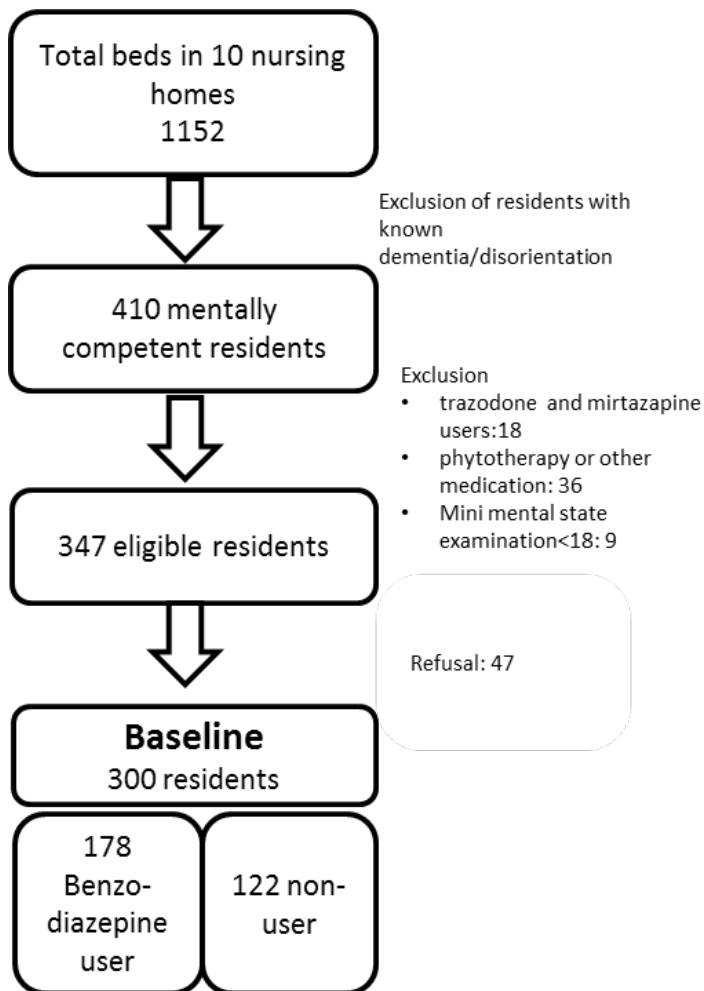 Total beds in 10 nursing
homes
1152
Exclusion of residents with
known
dementia/disorientation
410 mentally
competent residents
Exclusion
• trazodone and mirtazapine
users:18
• phytotherapy or other
medication: 36
• Mini mental state
examination<18: 9
347 eligible residents
Refusal: 47
Baseline
300 residents
178
Benzo-
diazepine
user
122 non-
user